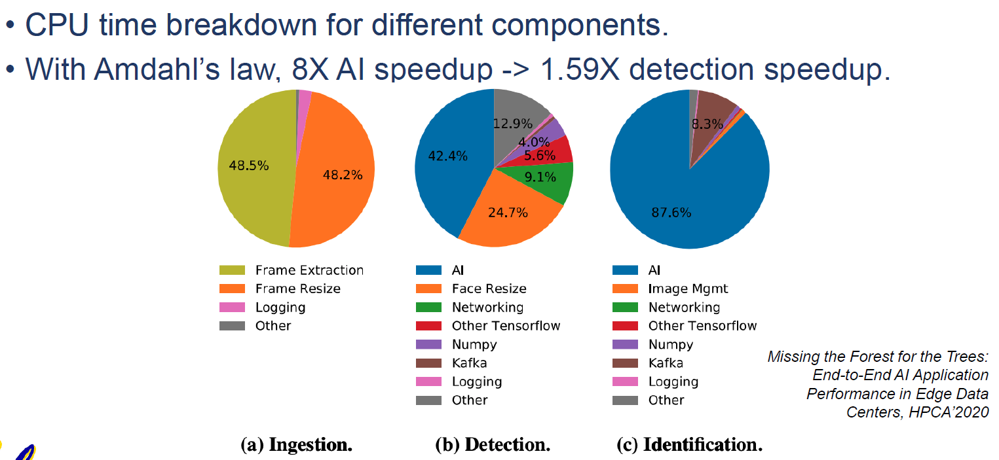 • CPU time breakdown for different components.
• With Amdahl’s law, 8X AI speedup -> 1.59X detection speedup.
48.5%
48.2%
Frame Extraction
Frame Resize
Logging
Other
(a) Ingestion.
12.9%
4.0%
5.6%
9.1%
24.7%
42.4%
AI
Face Resize
Networking
Other Tensorflow
Numpy
Kafka
Logging
Other
(b) Detection.
8.3%
87.6%
AI
Image Mgmt
Networking
Other Tensorflow
Numpy
Kafka
Logging
Other
(c) Identification.
Missing the Forest for the Trees:
End-to-End AI Application
Performance in Edge Data
Centers, HPCA’2020